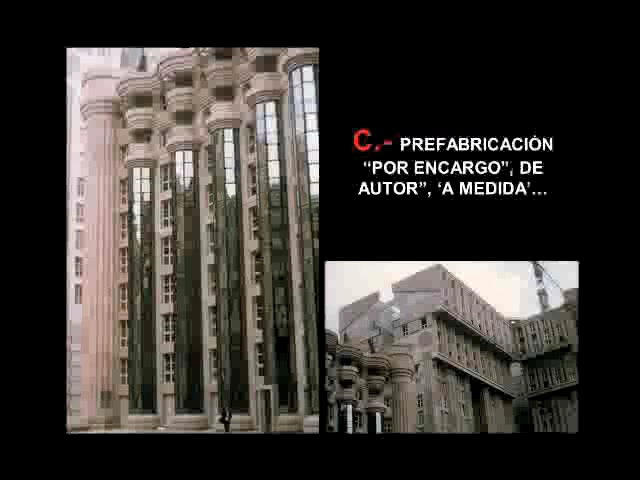 C.- PREFABRICACIÓN
“POR ENCARGO”, DE
AUTOR”, ‘A MEDIDA’...